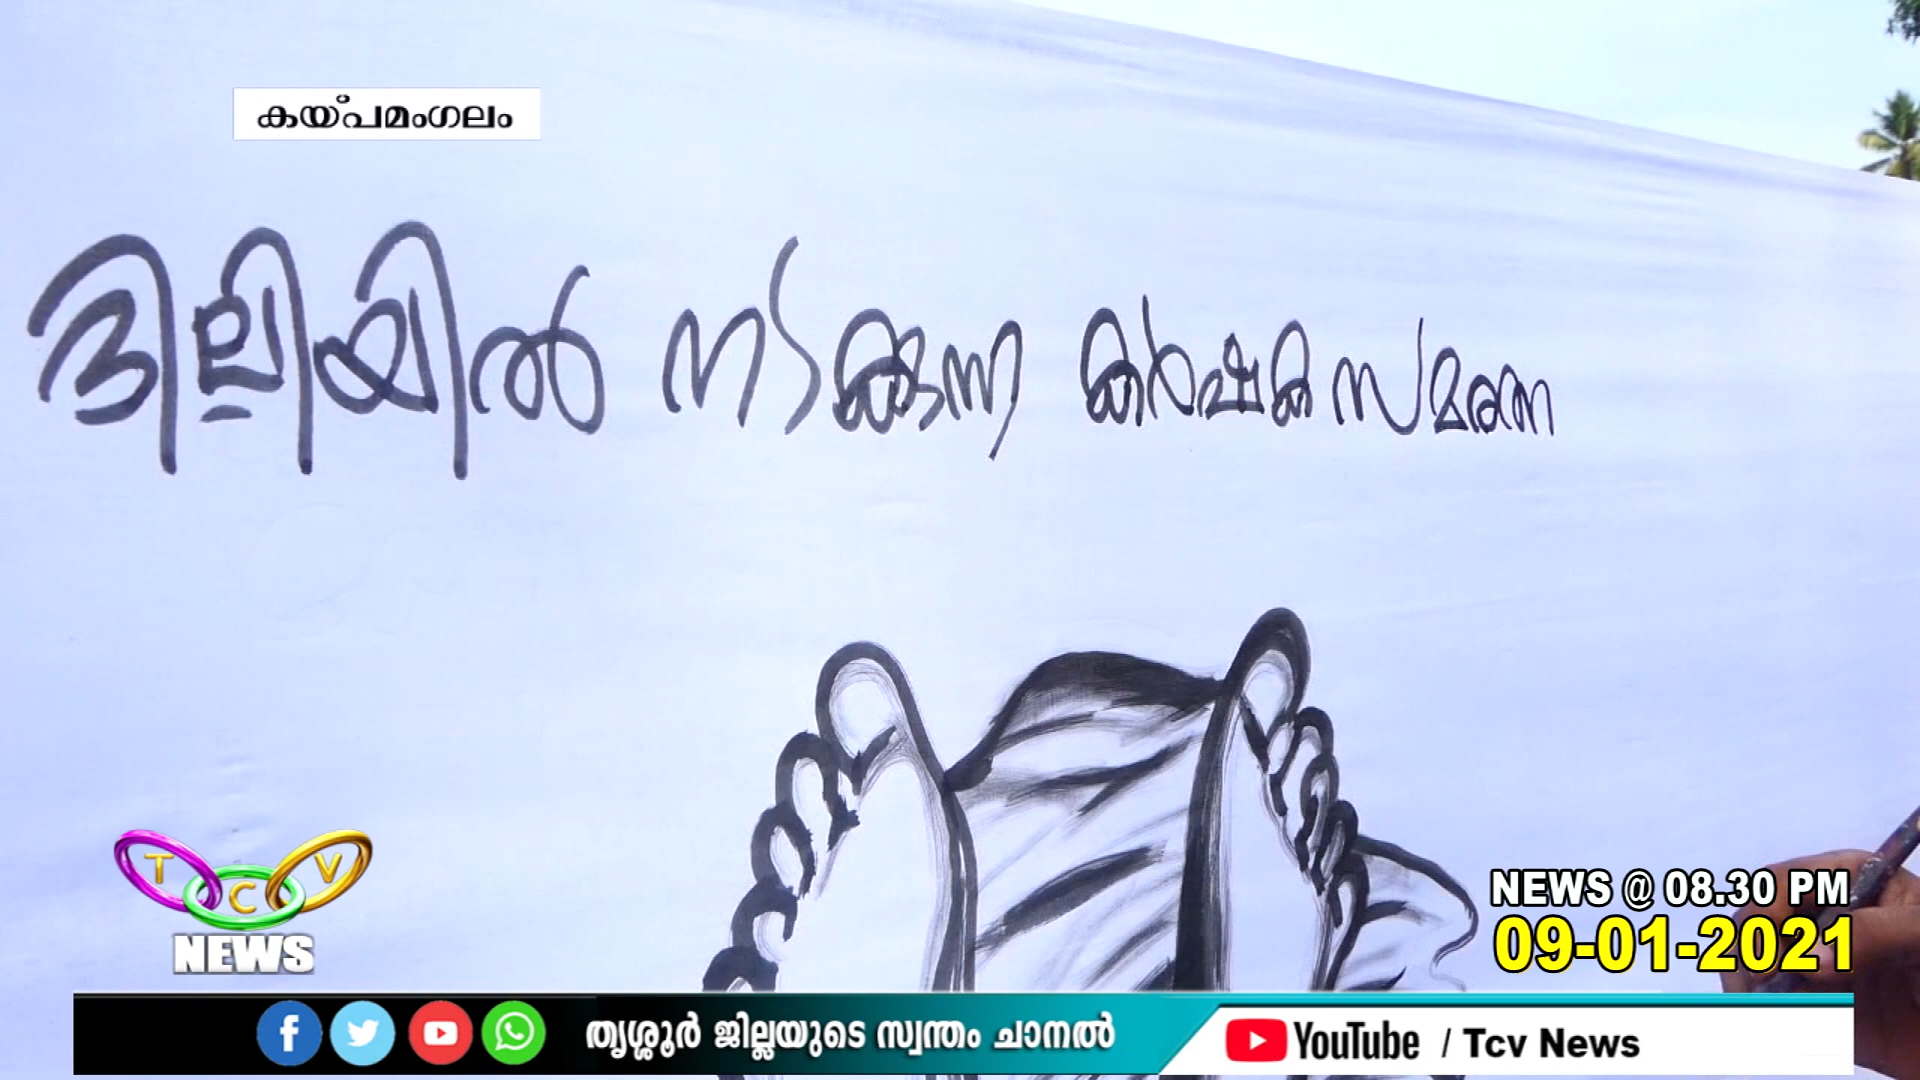 കയ്പമംഗലം
ദില്ലിയിൽ നടക്കുന്ന കർഷക സമരത്ത
T C V
NEWS
NEWS @ 08.30 PM
09-01-2021
തൃശ്ശൂർ ജില്ലയുടെ സ്വന്തം ചാനൽ
YouTube / Tcv News